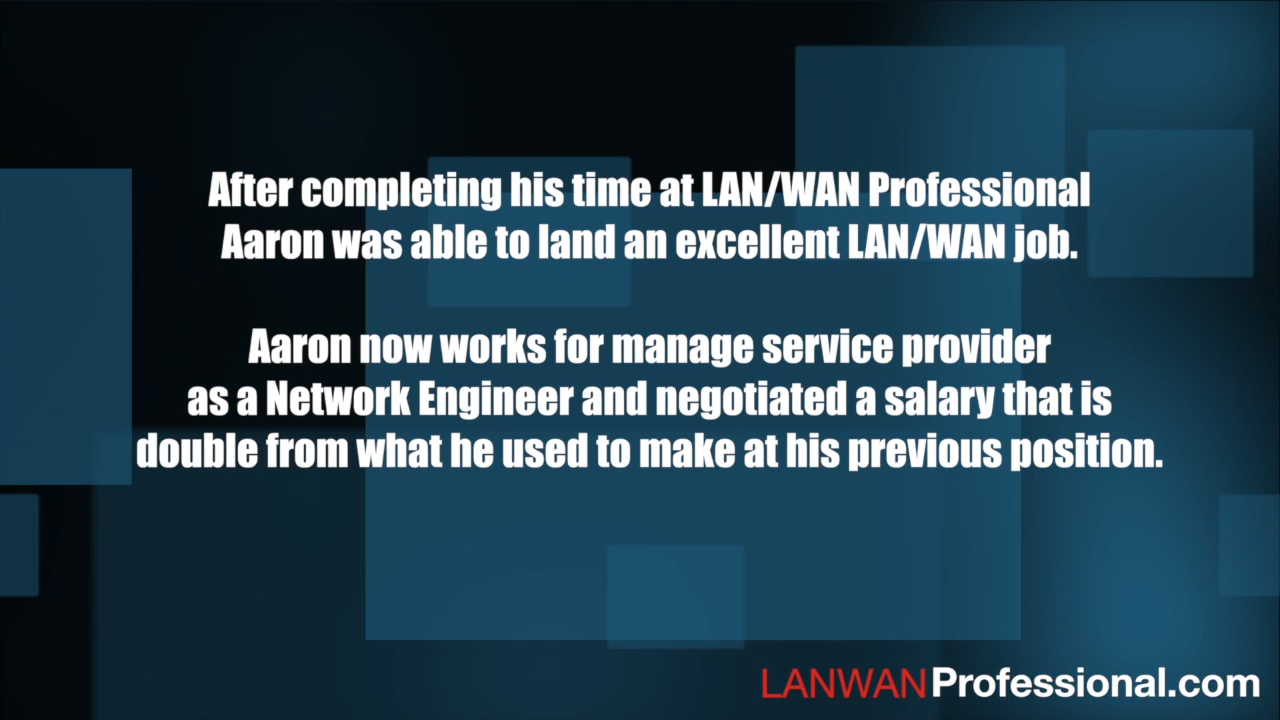 After completing his time at LAN/WAN Professional
Aaron was able to land an excellent LAN/WAN job.
Aaron now works for manage service provider
as a Network Engineer and negotiated a salary that is
double from what he used to make at his previous position.
LANWANProfessional.com